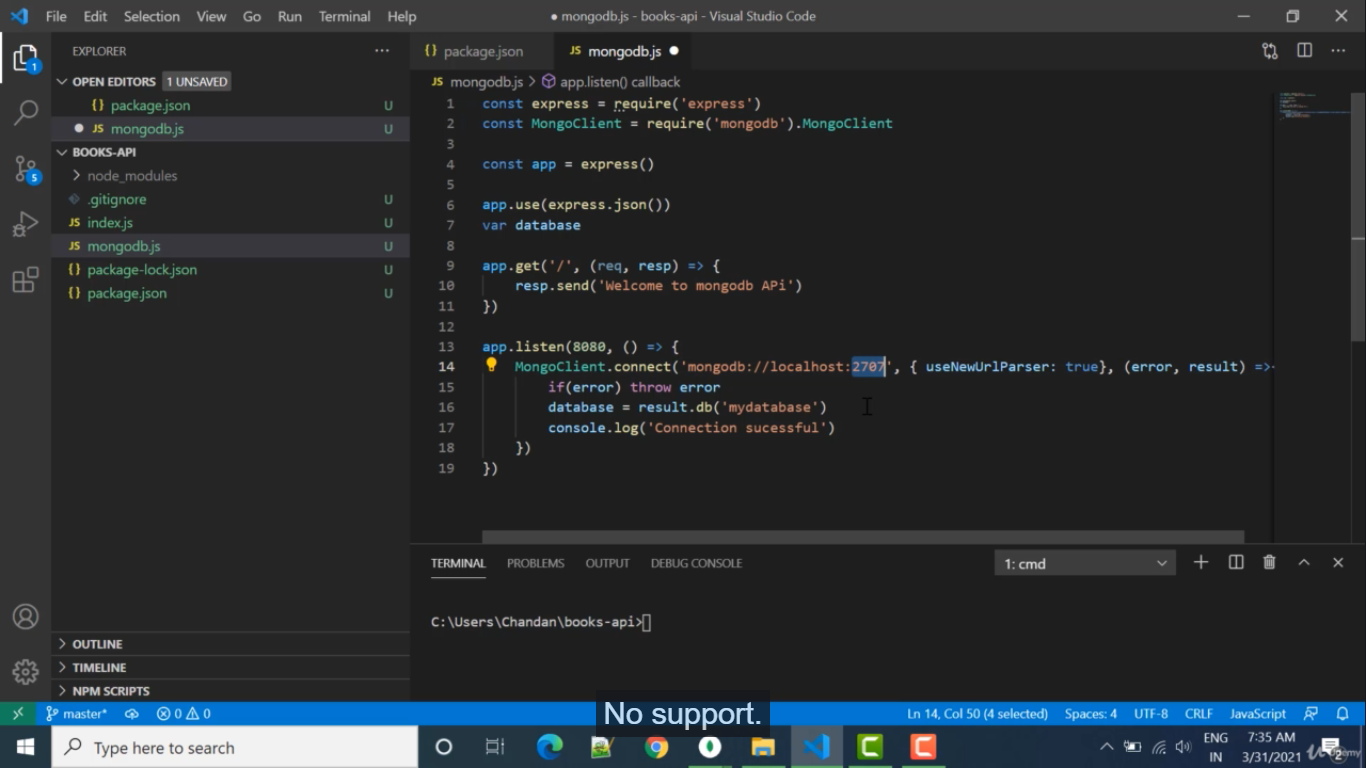 File Edit Selection View Go Run Terminal Help
● mongodb.js - books-api - Visual Studio Code
EXPLORER
OPEN EDITORS 1 UNSAVED
{} package.json U
JS mongodb.js U
BOOKS-API
node_modules
.gitignore U
JS index.js U
JS mongodb.js U
{} package-lock.json U
{} package.json U
OUTLINE
TIMELINE
NPM SCRIPTS
1
5
{} package.json JS mongodb.js
JS mongodb.js > app.listen() callback
1 const express = require('express')
2 const MongoClient = require('mongodb').MongoClient
3
4 const app = express()
5
6 app.use(express.json())
7 var database
8
9 app.get('/', (req, resp) => {
10 resp.send('Welcome to mongodb APi')
11 })
12
13 app.listen(8080, () => {
14 MongoClient.connect('mongodb://localhost:2707', { useNewUrlParser: true}, (error, result) =>
15 if(error) throw error
16 database = result.db('mydatabase')
17 console.log('Connection sucessful')
18 })
19 })
TERMINAL PROBLEMS OUTPUT DEBUG CONSOLE 1: cmd
C:\Users\Chandan\books-api>
No support.
master* 0 0 Ln 14, Col 50 (4 selected) Spaces: 4 UTF-8 CRLF JavaScript
Type here to search
ENG
IN
7:35 AM
3/31/2021
2
Udemy